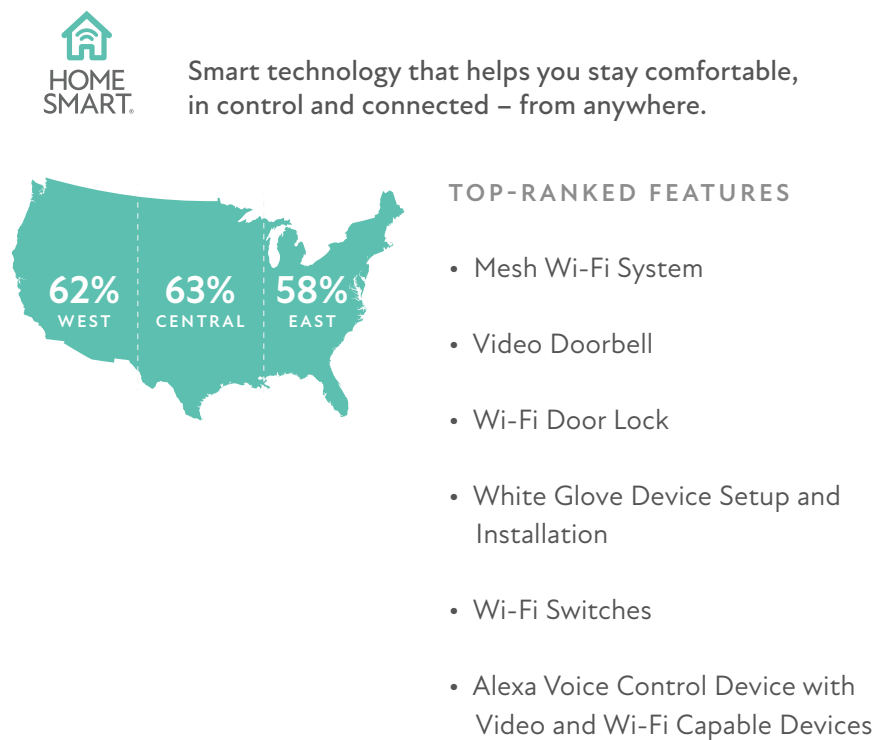 HOME
SMART®
Smart technology that helps you stay comfortable,
in control and connected – from anywhere.
62%
WEST
63%
CENTRAL
58%
EAST
TOP-RANKED FEATURES
• Mesh Wi-Fi System
• Video Doorbell
• Wi-Fi Door Lock
• White Glove Device Setup and
Installation
• Wi-Fi Switches
• Alexa Voice Control Device with
Video and Wi-Fi Capable Devices